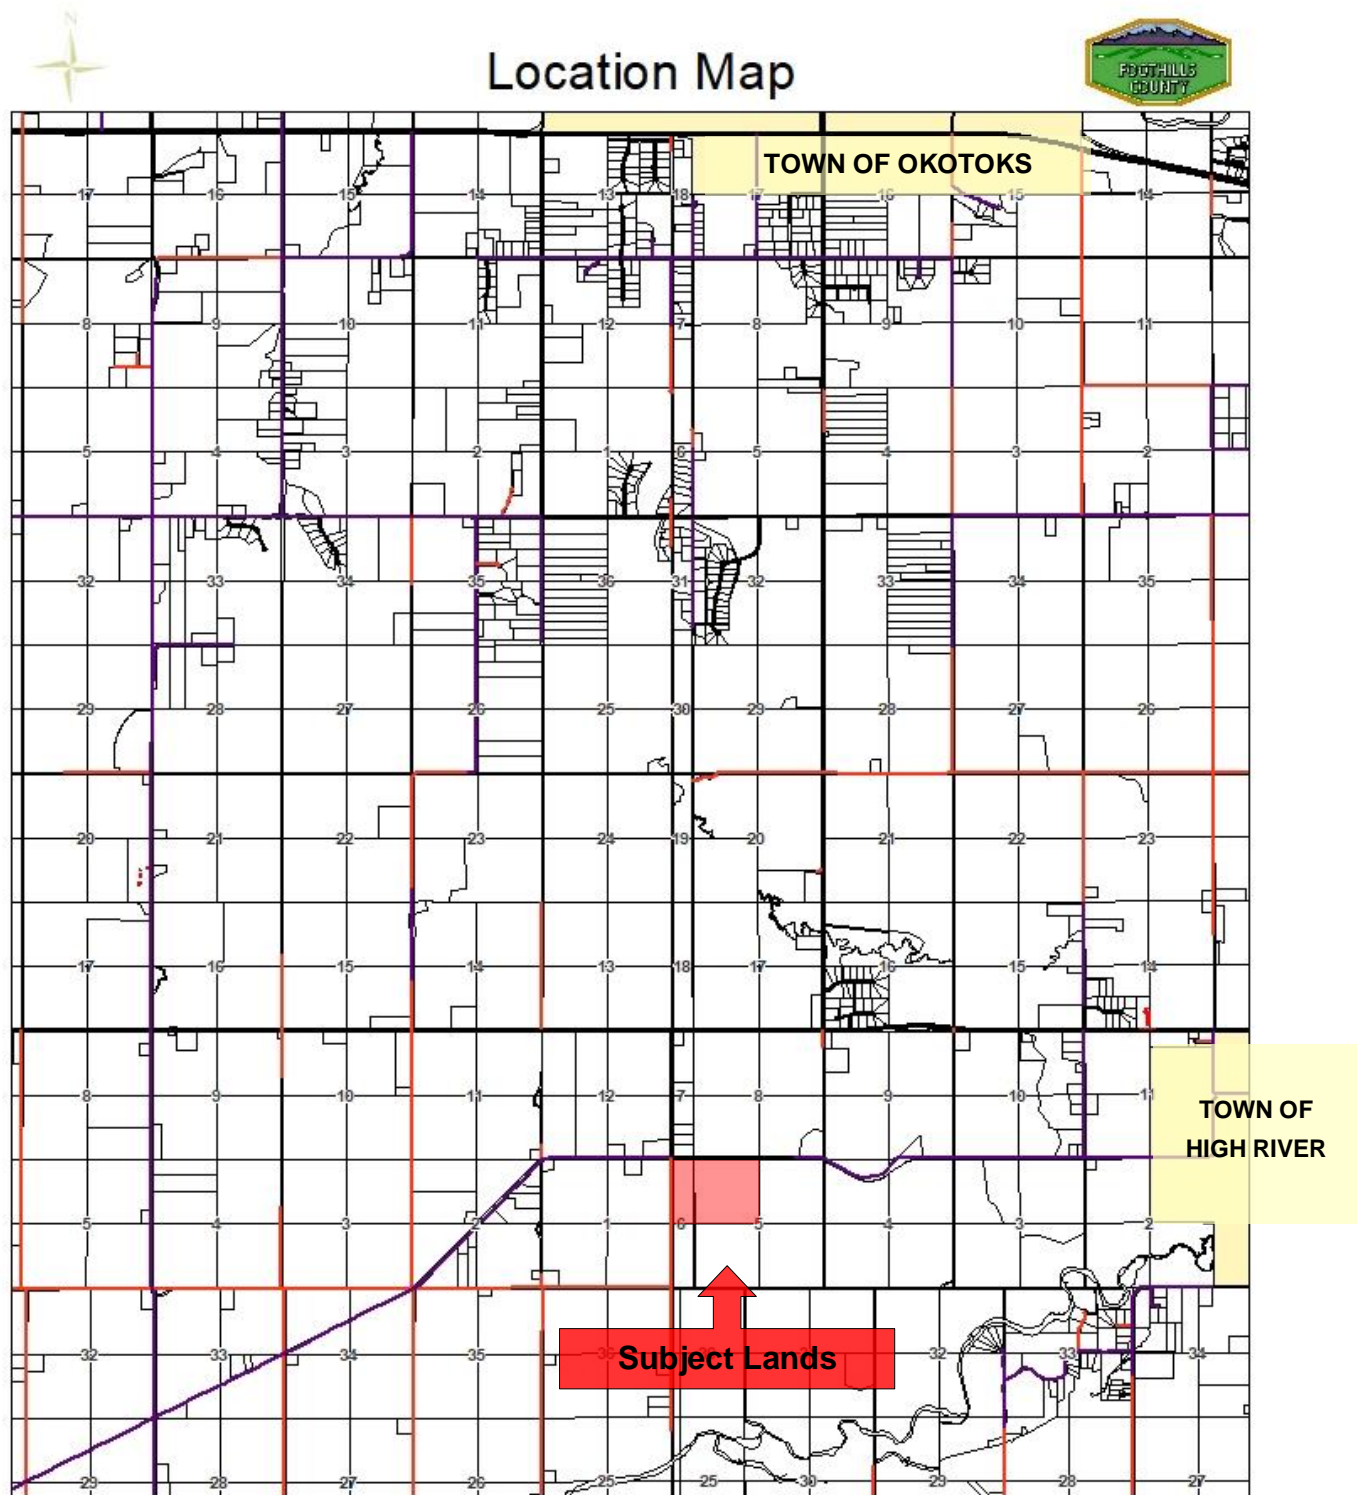 N
Location Map
FOOTHILLS
COUNTY
TOWN OF OKOTOKS
17 16 15 14 13 18 17 16 15 14
8 9 10 11 12 7 8 9 10 11
5 4 3 2 1 6 5 4 3 2
32 33 34 35 36 31 32 33 34 35
29 28 27 26 25 30 29 28 27 26
20 21 22 23 24 19 20 21 22 23
17 16 15 14 13 18 17 16 15 14
8 9 10 11 12 7 8 9 10 11
TOWN OF
HIGH RIVER
5 4 3 2 1 6 5 4 3 2
32 33 34 35 32 33 34
Subject Lands
29 28 27 26 25 25 30 29 28 27